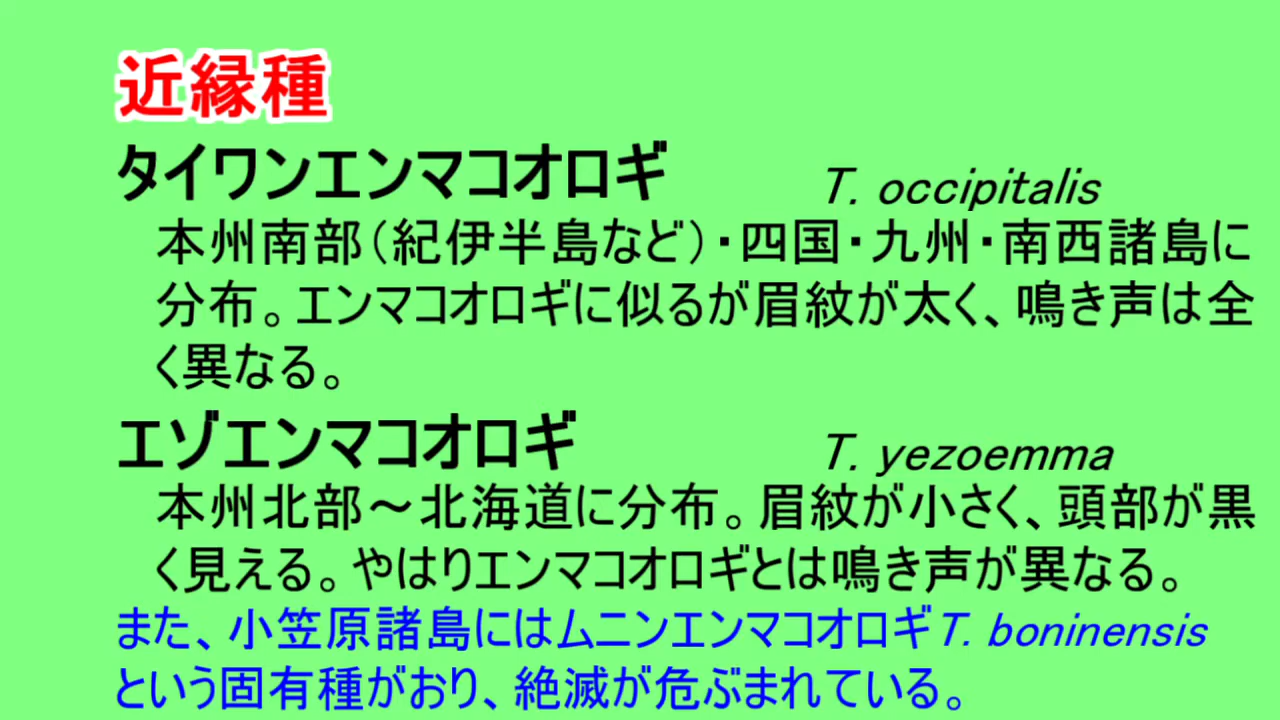 近縁種
タイワンエンマコオロギ T. occipitalis
本州南部(紀伊半島など)・四国・九州・南西諸島に
分布。エンマコオロギに似るが眉紋が太く、鳴き声は全
く異なる。
エゾエンマコオロギ T. yezoemma
本州北部~北海道に分布。眉紋が小さく、頭部が黒
く見える。やはりエンマコオロギとは鳴き声が異なる。
また、小笠原諸島にはムニンエンマコオロギT. boninensis
という固有種がおり、絶滅が危ぶまれている。